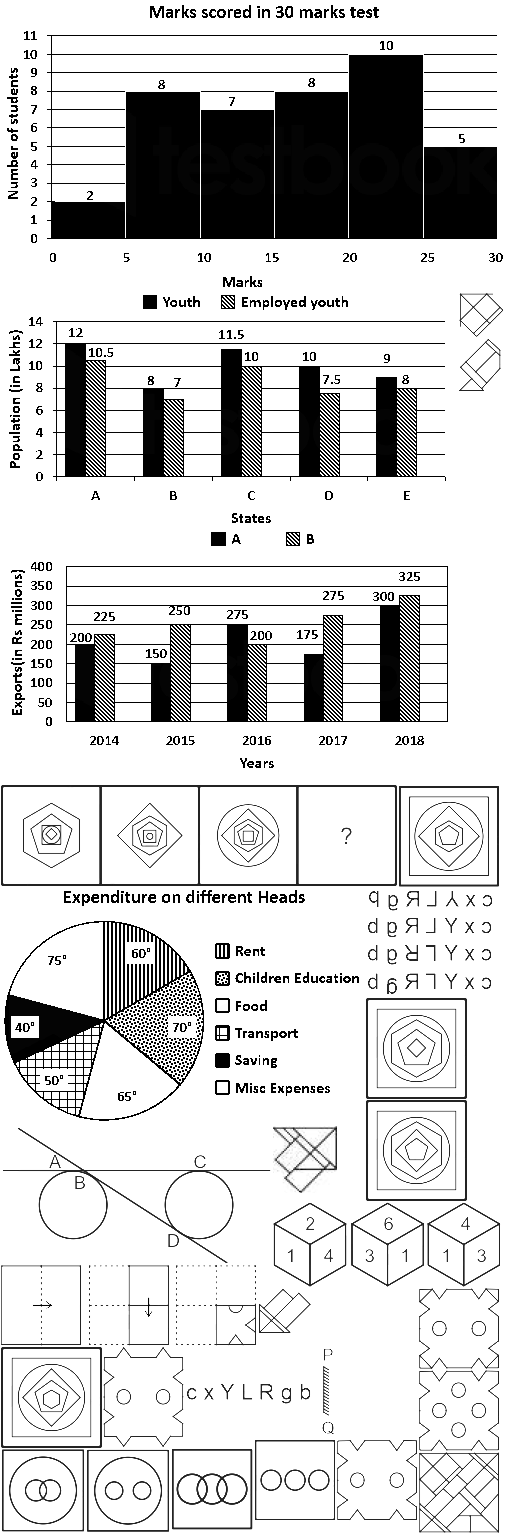 Marks scored in 30 marks test
Number of students
11
10
9
8
7
6
5
4
3
2
1
0
2
8
7
8
10
5
testbook
0 5 10 15 20 25 30
Marks
Youth Employed youth
Population (in Lakhs)
14
12
10
8
6
4
2
0
12 10.5
8 7
11.5 10
10 7.5
9 8
A B C D E
States
A B
Exports(in Rs millions)
400
350
300
250
200
150
100
50
0
200 225
150 250
275 200
175 275
300 325
2014 2015 2016 2017 2018
Years
?
Expenditure on different Heads
75°
60°
40°
70°
50°
65°
Rent
Children Education
Food
Transport
Saving
Misc Expenses
A
B
C
D
2 1 4
6 3 1
4 1 3
c x Y L R g b
P
Q